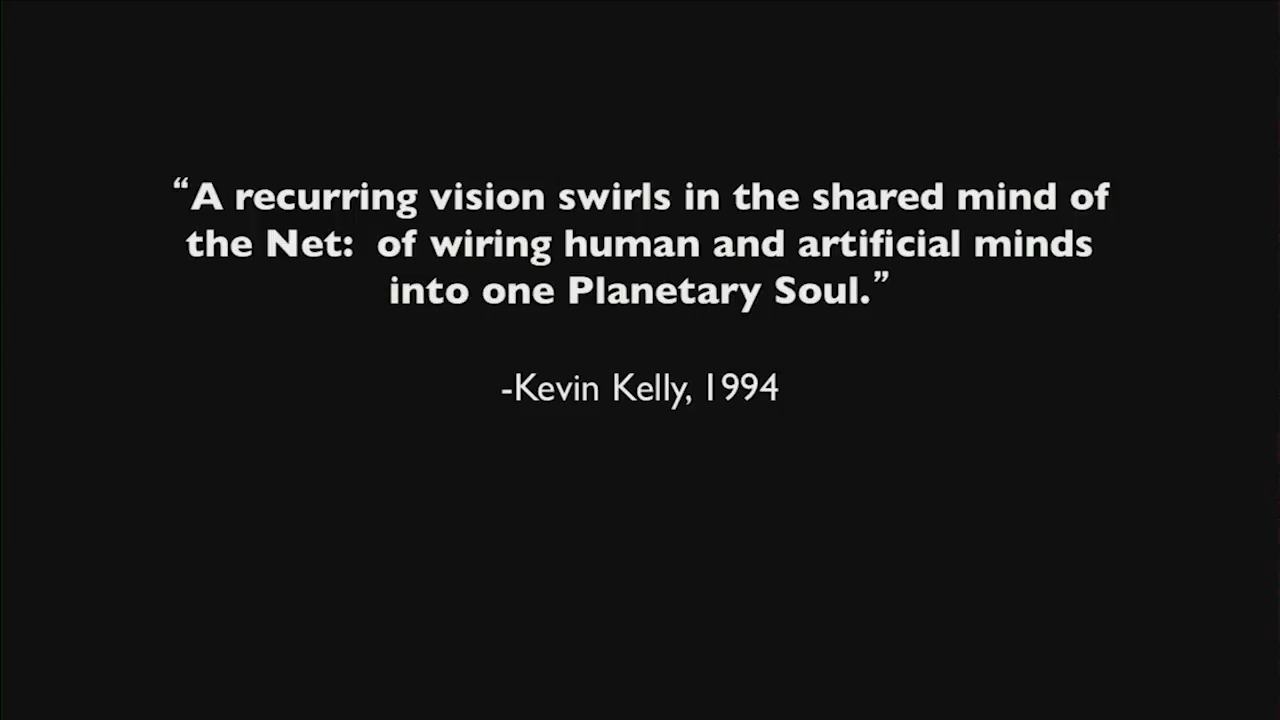 “A recurring vision swirls in the shared mind of
the Net:  of wiring human and artificial minds
into one Planetary Soul.”
-Kevin Kelly, 1994